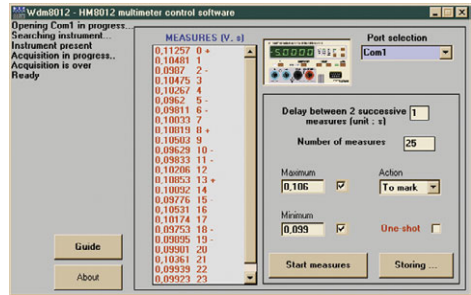 Wdm8012 - HM8012 multimeter control software
Opening Com1 in progress
Searching instrument...
Instrument present
Acquisition in progress..
Acquisition is over
Ready
MEASURES (V. s)
0,11257 0 +
0,10481 1
0,0987 2 -
0,10475 3
0,10267 4
0,0962 5 -
0,09811 6 -
0,10033 7
0,10819 8 +
0,10503 9
0,09629 10 -
0,09833 11 -
0,10206 12
0,10853 13 +
0,10092 14
0,09776 15 -
0,10531 16
0,10174 17
0,09753 18 -
0,09895 19 -
0,09901 20
0,10361 21
0,09939 22
0,09923 23
Port selection
Com1
Delay between 2 successive
measures (unit : s)
1
Number of measures
25
Maximum
0,106
Action
To mark
Minimum
0,099
One-shot
Start measures
Storing ...
Guide
About